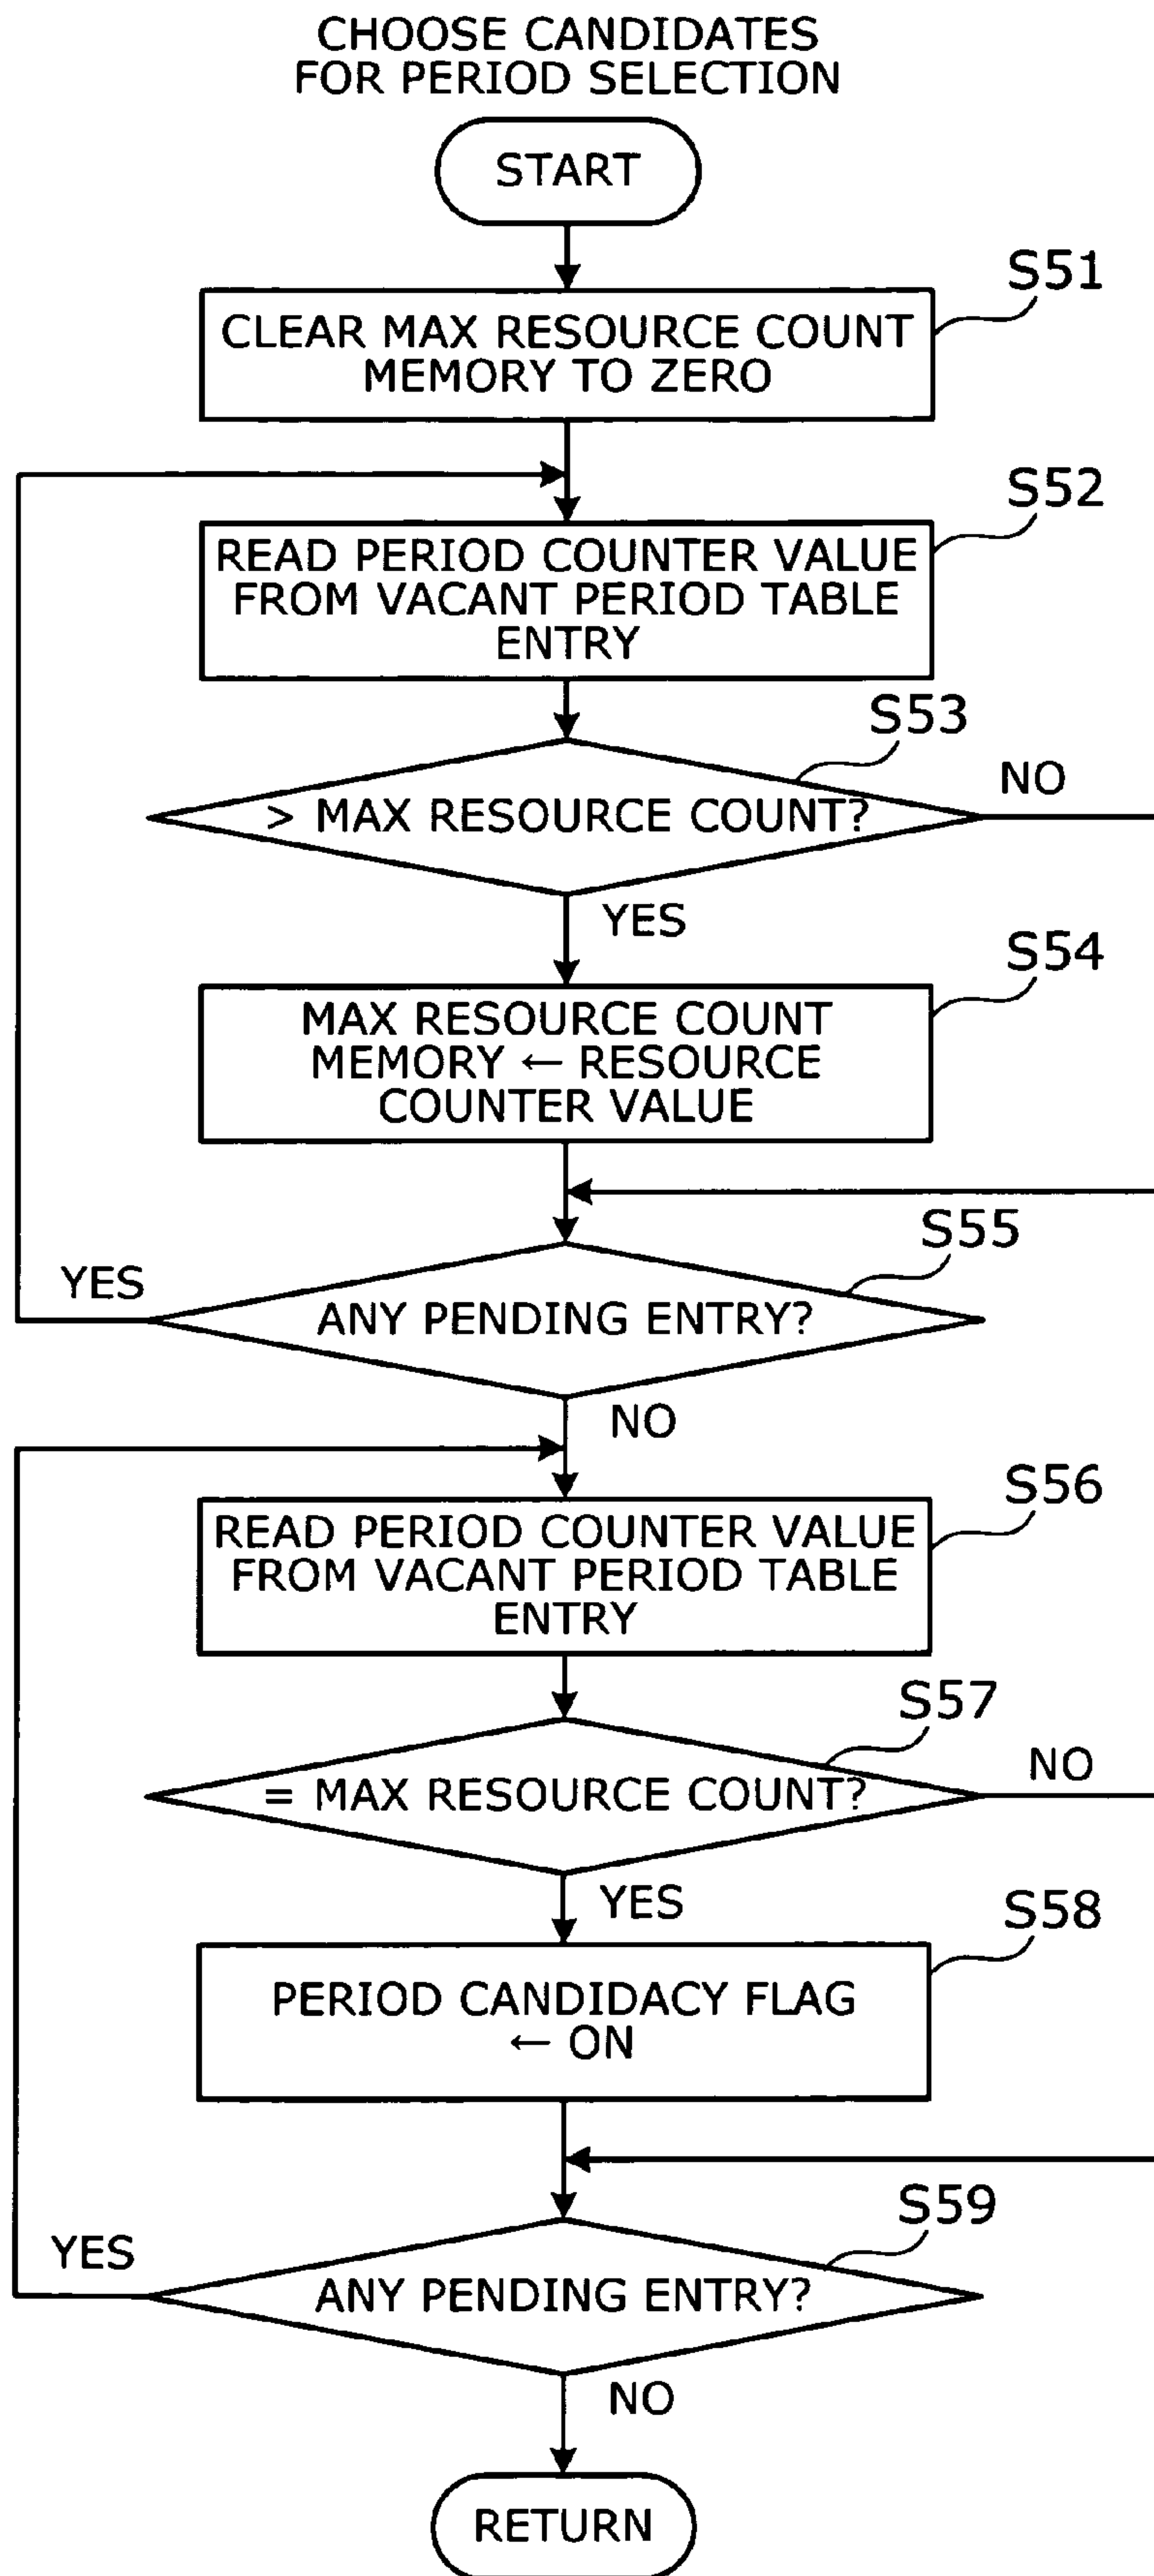 CHOOSE CANDIDATES
FOR PERIOD SELECTION
START
S51
CLEAR MAX RESOURCE COUNT
MEMORY TO ZERO
S52
READ PERIOD COUNTER VALUE
FROM VACANT PERIOD TABLE
ENTRY
S53
NO
> MAX RESOURCE COUNT?
YES
S54
MAX RESOURCE COUNT
MEMORY ← RESOURCE
COUNTER VALUE
S55
YES
ANY PENDING ENTRY?
NO
S56
READ PERIOD COUNTER VALUE
FROM VACANT PERIOD TABLE
ENTRY
S57
NO
= MAX RESOURCE COUNT?
YES
S58
PERIOD CANDIDACY FLAG
← ON
S59
YES
ANY PENDING ENTRY?
NO
RETURN